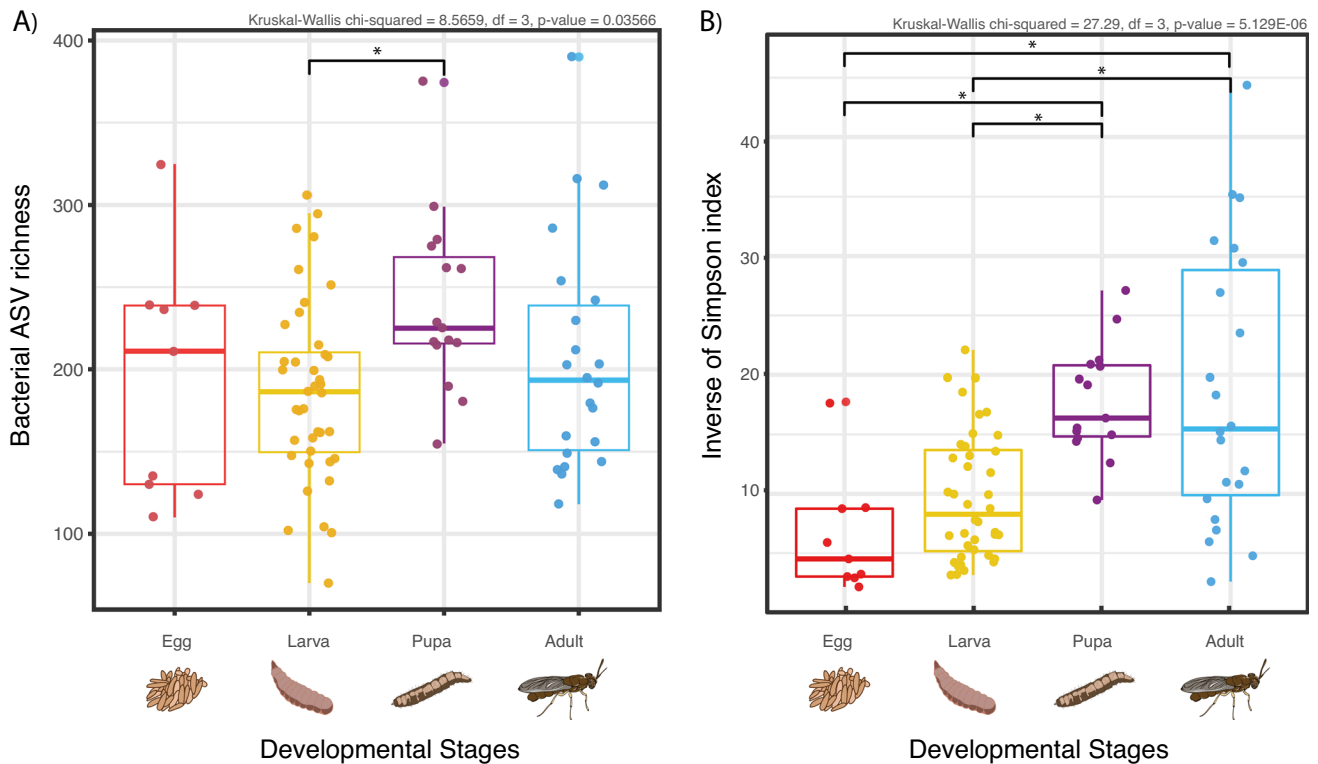 A)
Kruskal-Wallis chi-squared = 8.5659, df = 3, p-value = 0.03566
Bacterial ASV richness
400
300
200
100
*
Egg Larva Pupa Adult
Developmental Stages
B)
Kruskal-Wallis chi-squared = 27.29, df = 3, p-value = 5.129E-06
Inverse of Simpson index
40
30
20
10
*
*
*
*
Egg Larva Pupa Adult
Developmental Stages